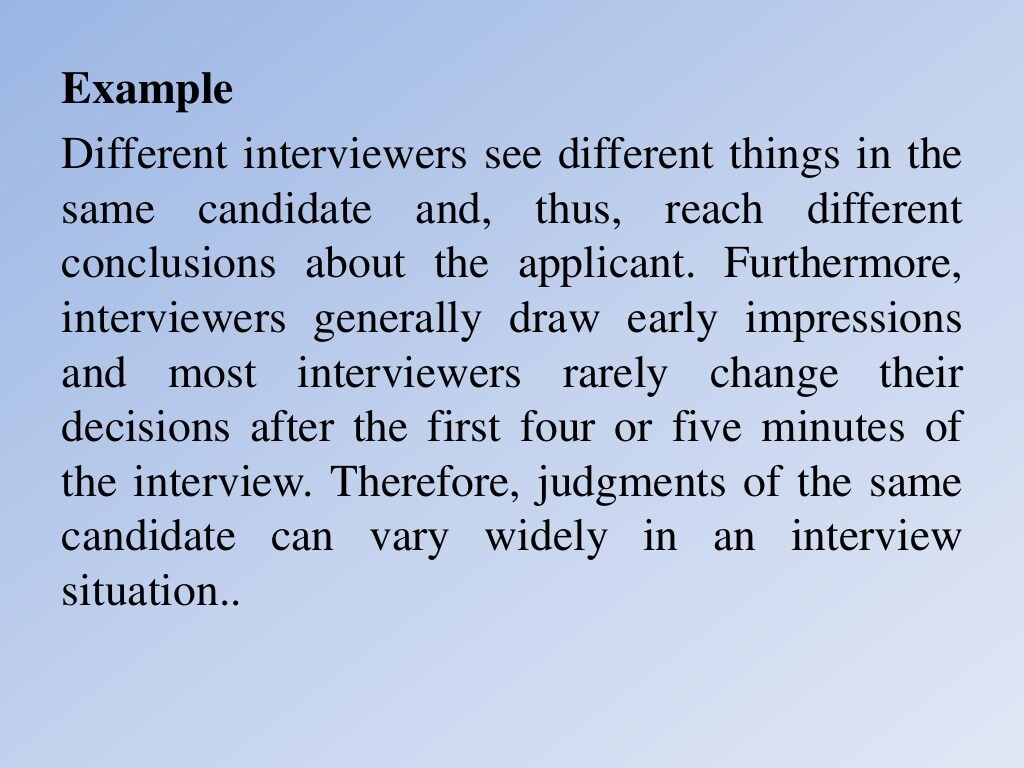 Example
Different interviewers see different things in the
same candidate and, thus, reach different
conclusions about the applicant. Furthermore,
interviewers generally draw early impressions
and most interviewers rarely change their
decisions after the first four or five minutes of
the interview. Therefore, judgments of the same
candidate can vary widely in an interview
situation..